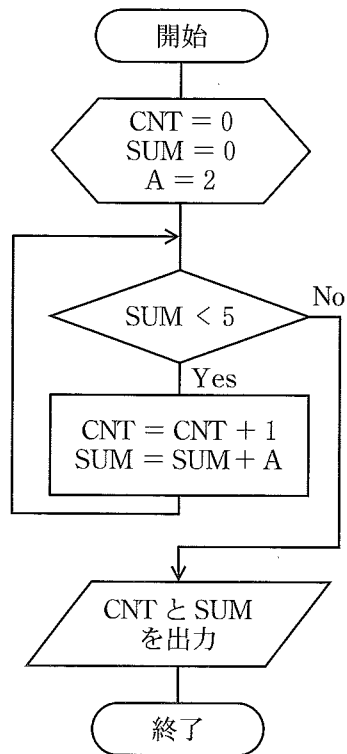 開始
CNT = 0
SUM = 0
A = 2
SUM < 5
No
Yes
CNT = CNT + 1
SUM = SUM + A
CNT と SUM
を出力
終了